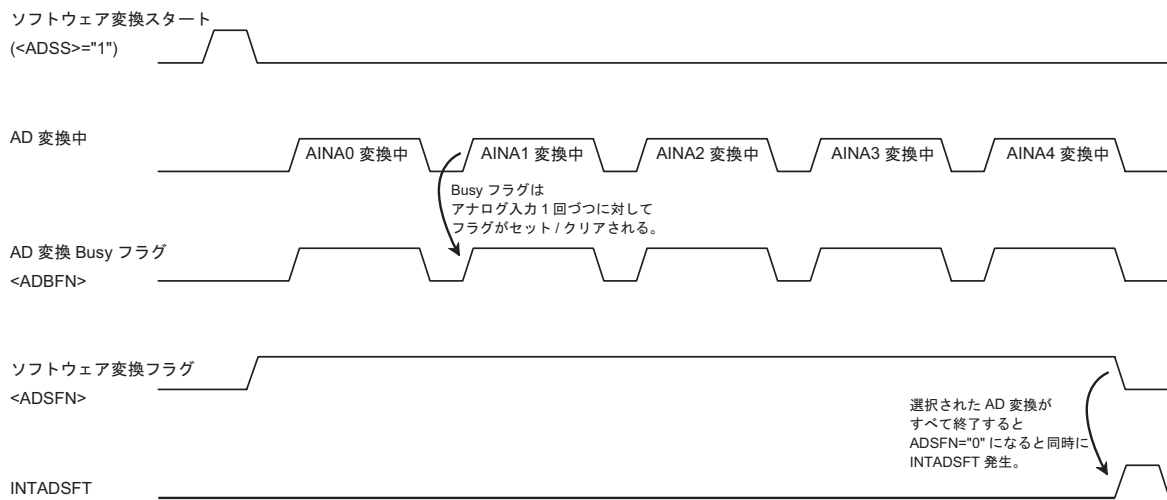 ソフトウェア変換スタート
(<ADSS>="1")
AD 変換中
AINA0 変換中
AINA1 変換中
AINA2 変換中
AINA3 変換中
AINA4 変換中
Busy フラグは
アナログ入力 1 回づつに対して
フラグがセット / クリアされる。
AD 変換 Busy フラグ
<ADBFN>
ソフトウェア変換フラグ
<ADSFN>
選択された AD 変換が
すべて終了すると
ADSFN="0" になると同時に
INTADSFT 発生。
INTADSFT